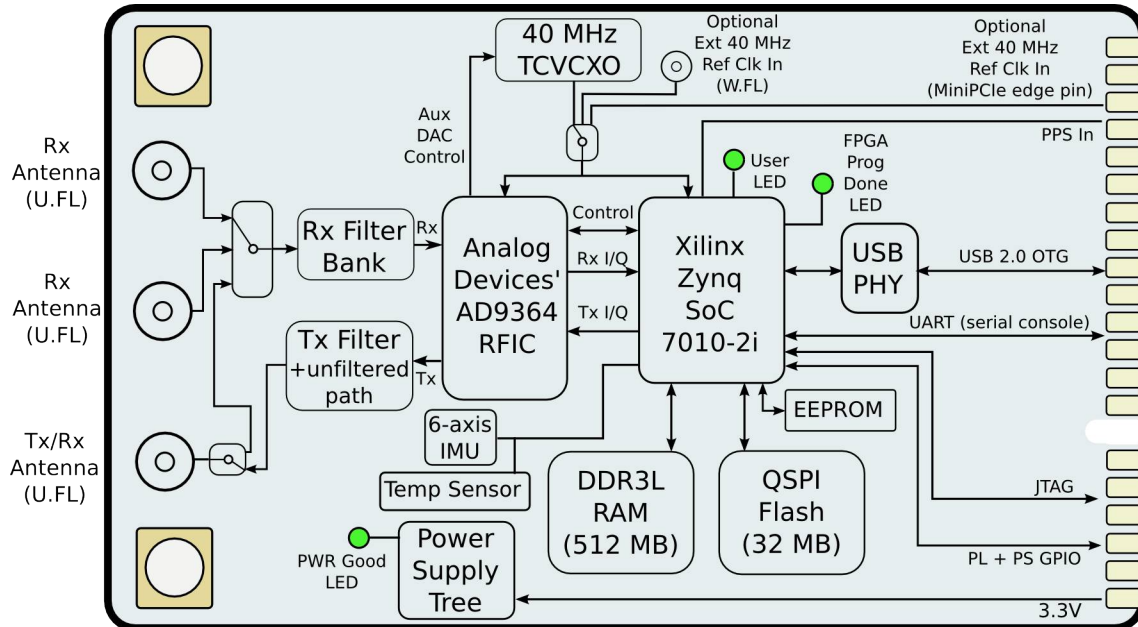 40 MHz
TCVCXO
Optional
Ext 40 MHz
Ref Clk In
(W.FL)
Optional
Ext 40 MHz
Ref Clk In
(MiniPCIe edge pin)
PPS In
Aux
DAC
Control
User
LED
FPGA
Prog
Done
LED
Rx
Antenna
(U.FL)
Rx
Antenna
(U.FL)
Tx/Rx
Antenna
(U.FL)
Rx Filter
Bank
Rx
Tx Filter
+unfiltered
path
Tx
Analog
Devices'
AD9364
RFIC
Control
Rx I/Q
Tx I/Q
Xilinx
Zynq
SoC
7010-2i
USB
PHY
USB 2.0 OTG
UART (serial console)
EEPROM
6-axis
IMU
Temp Sensor
DDR3L
RAM
(512 MB)
QSPI
Flash
(32 MB)
JTAG
PL + PS GPIO
PWR Good
LED
Power
Supply
Tree
3.3V